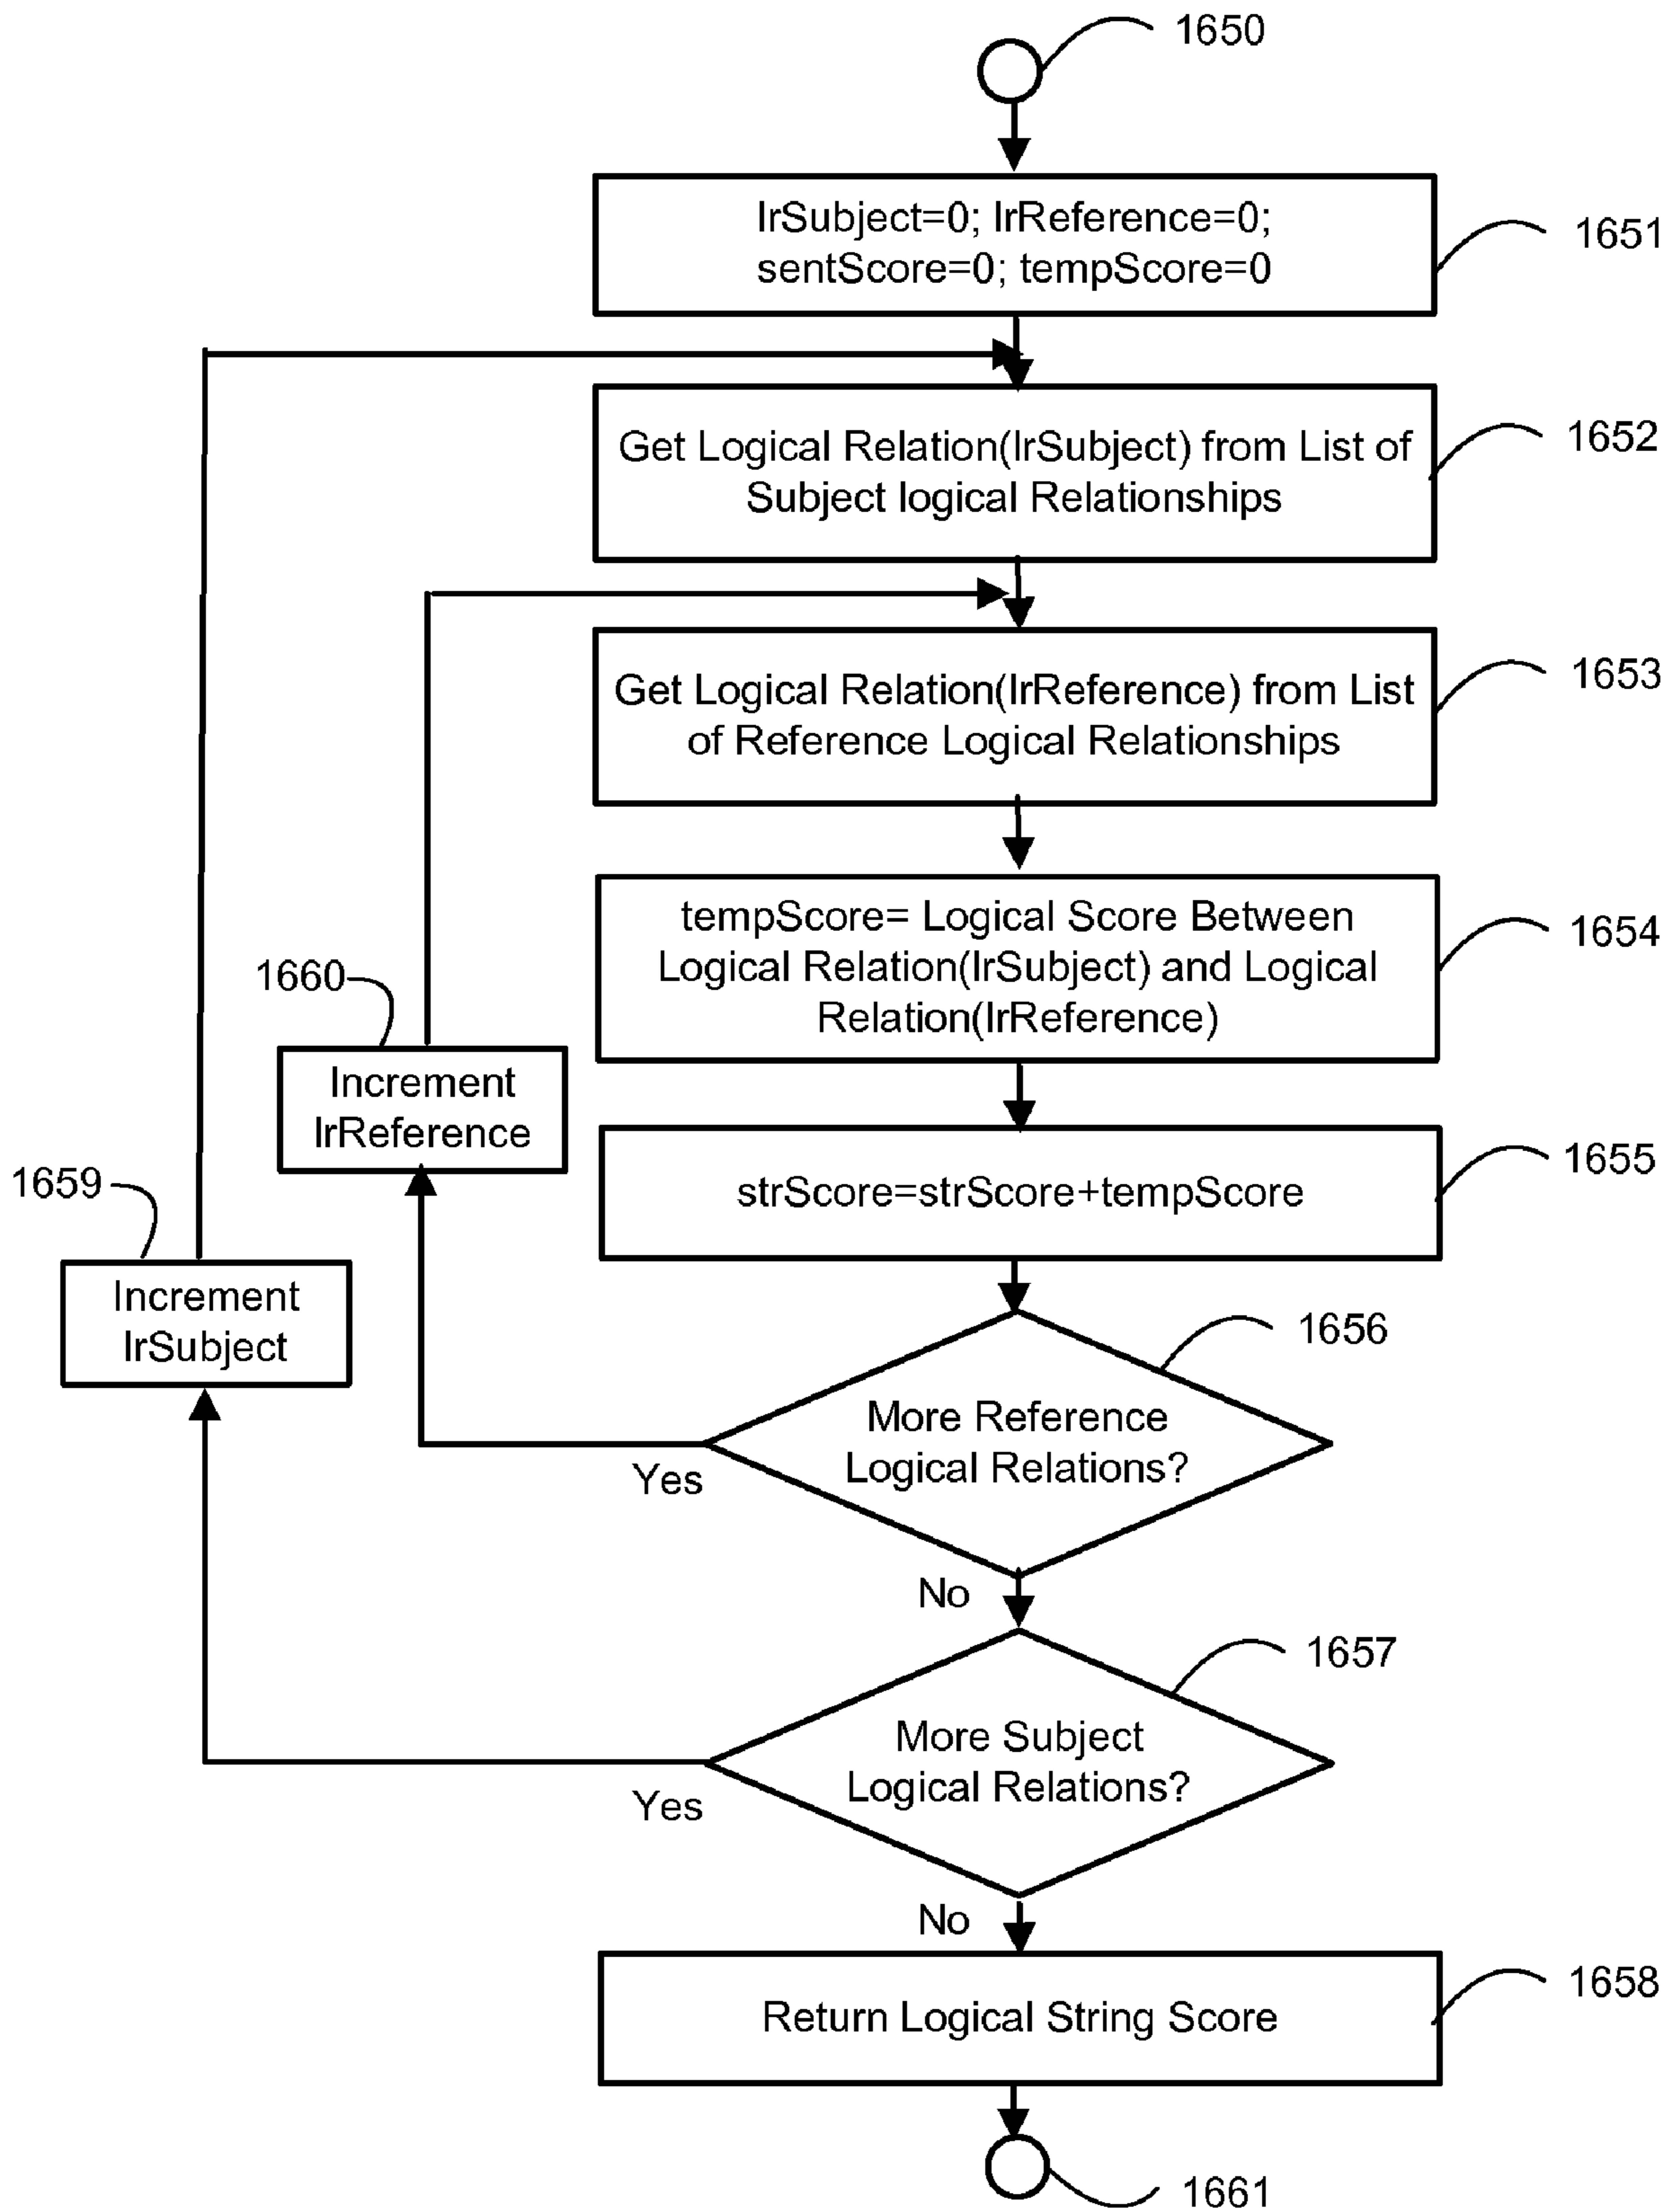 1650
lrSubject=0; lrReference=0;
sentScore=0; tempScore=0
1651
Get Logical Relation(lrSubject) from List of
Subject logical Relationships
1652
Get Logical Relation(lrReference) from List
of Reference Logical Relationships
1653
tempScore= Logical Score Between
Logical Relation(lrSubject) and Logical
Relation(lrReference)
1654
1660
Increment
lrReference
strScore=strScore+tempScore
1655
1659
Increment
lrSubject
1656
More Reference
Logical Relations?
Yes
No
1657
More Subject
Logical Relations?
Yes
No
Return Logical String Score
1658
1661